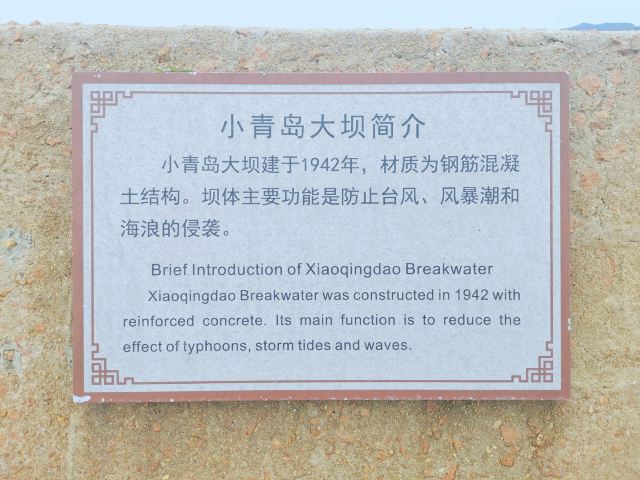 小青岛大坝简介
小青岛大坝建于1942年，材质为钢筋混凝
土结构。坝体主要功能是防止台风、风暴潮和
海浪的侵袭。
Brief Introduction of Xiaoqingdao Breakwater
Xiaoqingdao Breakwater was constructed in 1942 with
reinforced concrete. Its main function is to reduce the
effect of typhoons, storm tides and waves.